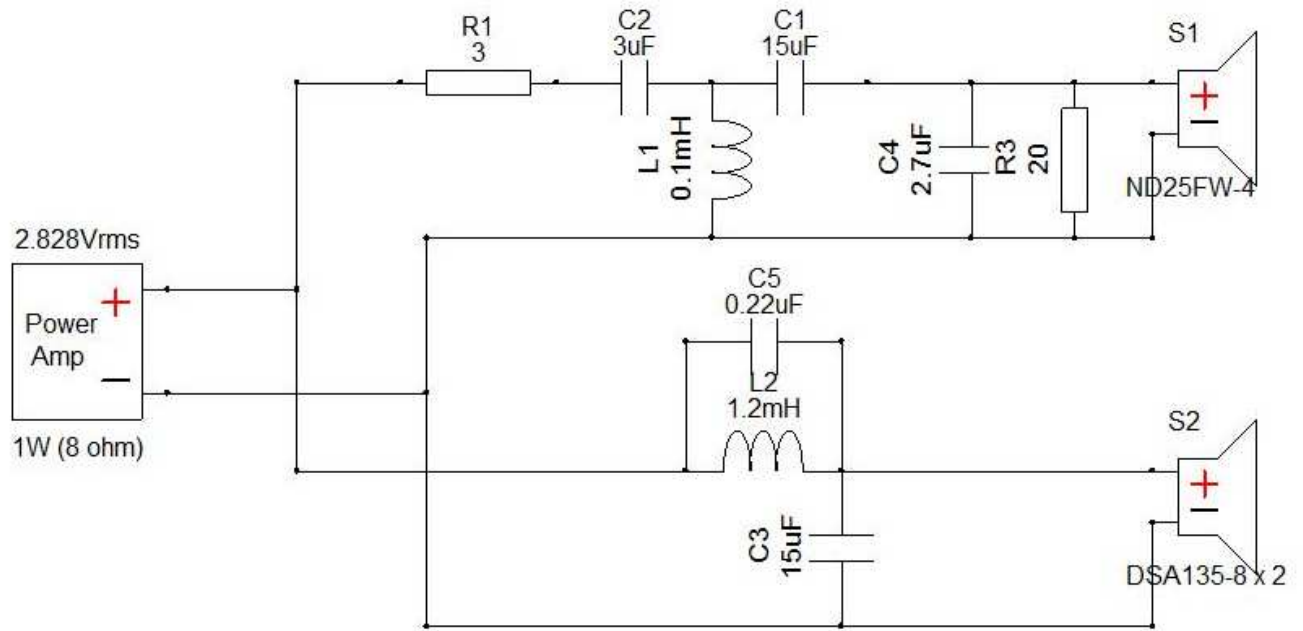 R1
3
C2
3uF
C1
15uF
S1
L1
0.1mH
C4
2.7uF
R3
20
ND25FW-4
2.828Vrms
Power
Amp
1W (8 ohm)
C5
0.22uF
L2
1.2mH
S2
C3
15uF
DSA135-8 x 2